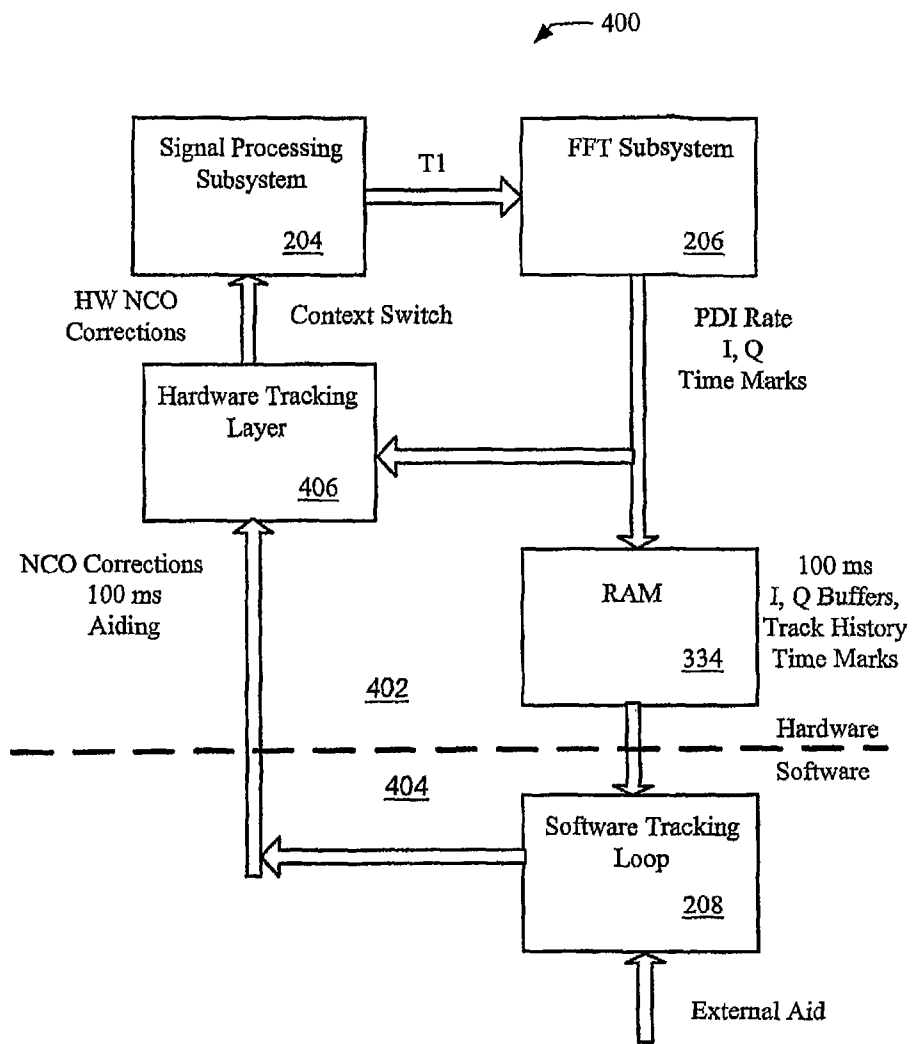 400
Signal Processing
Subsystem
204
T1
FFT Subsystem
206
HW NCO
Corrections
Context Switch
PDI Rate
I, Q
Time Marks
Hardware Tracking
Layer
406
NCO Corrections
100 ms
Aiding
RAM
334
100 ms
I, Q Buffers,
Track History
Time Marks
402
Hardware
Software
404
Software Tracking
Loop
208
External Aid